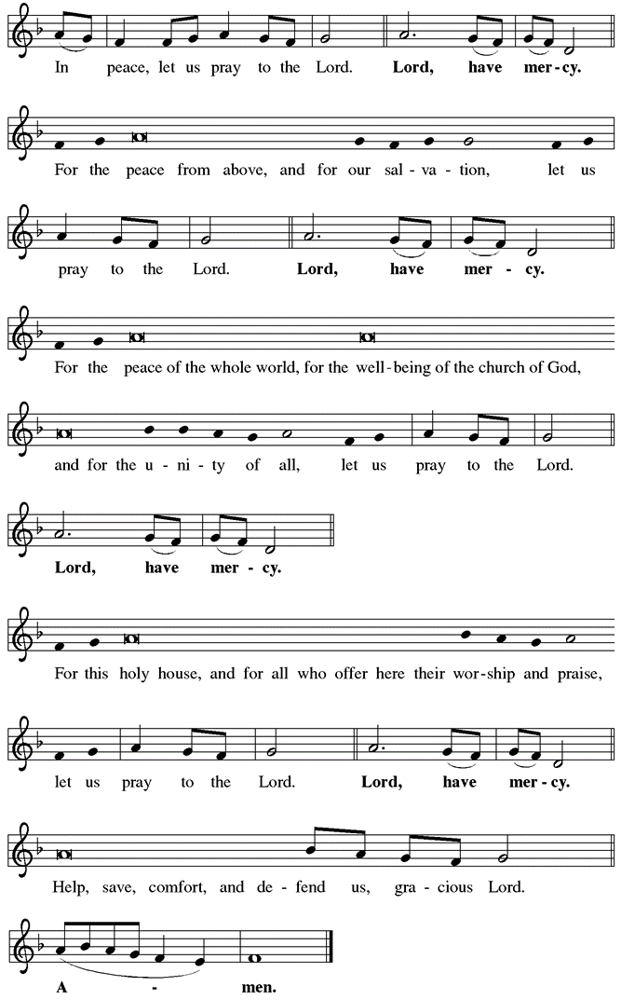 In peace, let us pray to the Lord. Lord, have mer - cy.
For the peace from above, and for our sal - va - tion, let us
pray to the Lord. Lord, have mer - cy.
For the peace of the whole world, for the well - being of the church of God,
and for the u - ni - ty of all, let us pray to the Lord.
Lord, have mer - cy.
For this holy house, and for all who offer here their wor - ship and praise,
let us pray to the Lord. Lord, have mer - cy.
Help, save, comfort, and de - fend us, gra - cious Lord.
A - men.